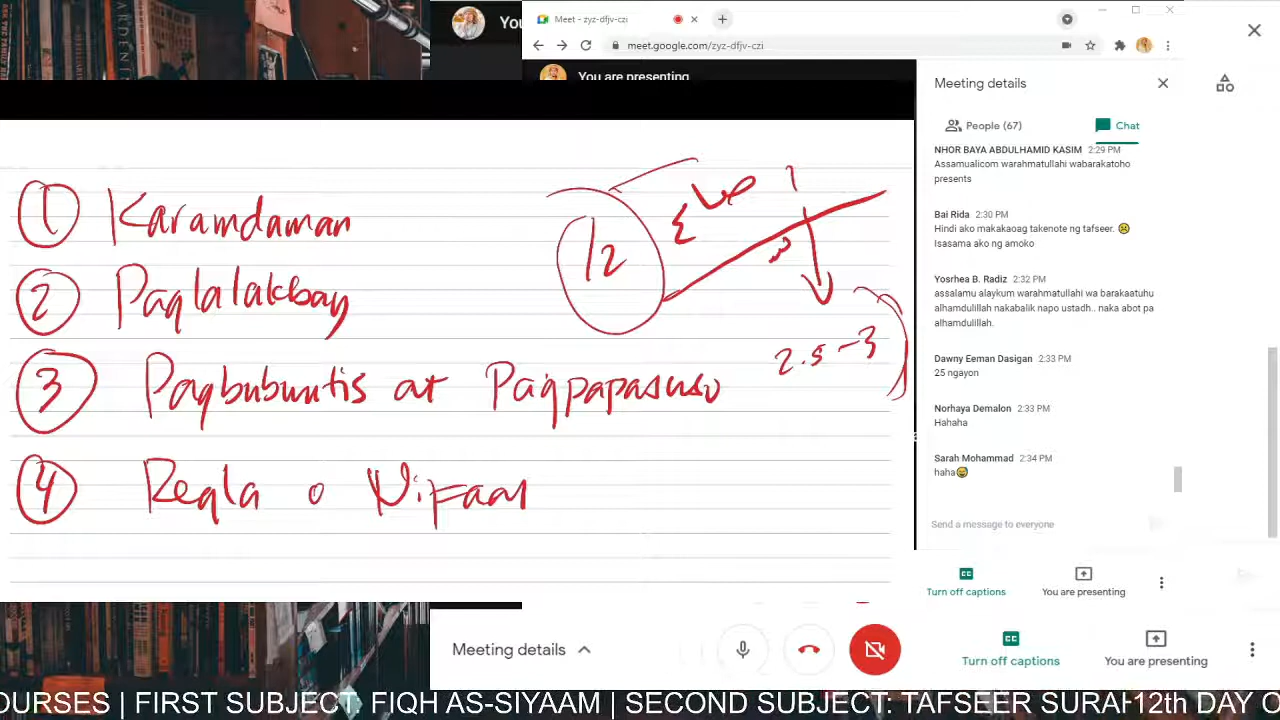 You
Meet - zyz-dfjv-czi
meet.google.com/zyz-dfjv-czi
You are presenting
Meeting details
People (67)
Chat
NHOR BAYA ABDULHAMID KASIM 2:29 PM
Assamualicom warahmatullahi wabarakatoho
presents
Bai Rida 2:30 PM
Hindi ako makakaoag takenote ng tafseer. ☹️
Isasama ako ng amoko
Yosrhea B. Radiz 2:32 PM
assalamu alaykum warahmatullahi wa barakaatuhu
alhamdulillah nakabalik napo ustadh.. naka abot pa
alhamdulillah.
Dawny Eeman Dasigan 2:33 PM
25 ngayon
Norhaya Demalon 2:33 PM
Hahaha
Sarah Mohammad 2:34 PM
haha😅
Send a message to everyone
Turn off captions
You are presenting
1 Karamdaman
2 Paglalakbay
3 Pagbubuntis at Pagpapasuso
4 Regla o Nifaas
12
2.5 - 3
Meeting details
Turn off captions
You are presenting
OURSES | FIRST SUBJECT: FIQH AS-SIYAAM | SECOND SUBJECT: TAFSEER SURAH 12th DAY O